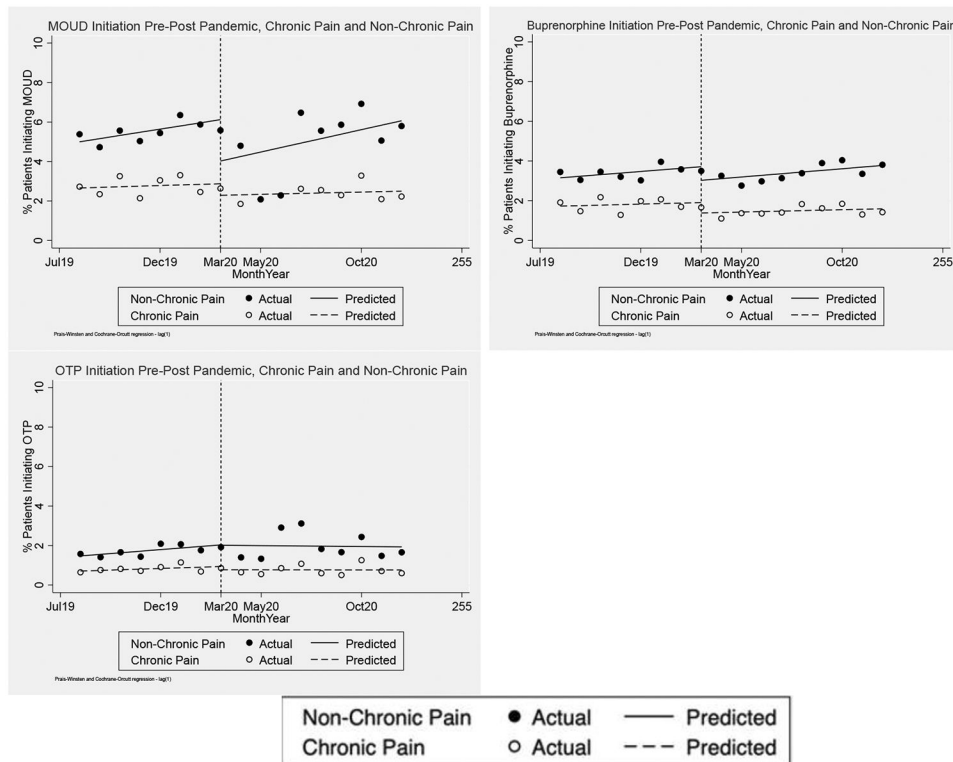 MOUD Initiation Pre-Post Pandemic, Chronic Pain and Non-Chronic Pain
% Patients Initiating MOUD
10
8
6
4
2
0
Jul19 Dec19 Mar20 May20 Oct20 255
MonthYear
Non-Chronic Pain Actual Predicted
Chronic Pain Actual Predicted
Prais-Winsten and Cochrane-Orcutt regression - lag(1)
Buprenorphine Initiation Pre-Post Pandemic, Chronic Pain and Non-Chronic Pain
% Patients Initiating Buprenorphine
10
8
6
4
2
0
Jul19 Dec19 Mar20 May20 Oct20 255
MonthYear
Non-Chronic Pain Actual Predicted
Chronic Pain Actual Predicted
Prais-Winsten and Cochrane-Orcutt regression - lag(1)
OTP Initiation Pre-Post Pandemic, Chronic Pain and Non-Chronic Pain
% Patients Initiating OTP
10
8
6
4
2
0
Jul19 Dec19 Mar20 May20 Oct20 255
MonthYear
Non-Chronic Pain Actual Predicted
Chronic Pain Actual Predicted
Prais-Winsten and Cochrane-Orcutt regression - lag(1)
Non-Chronic Pain Actual Predicted
Chronic Pain Actual Predicted